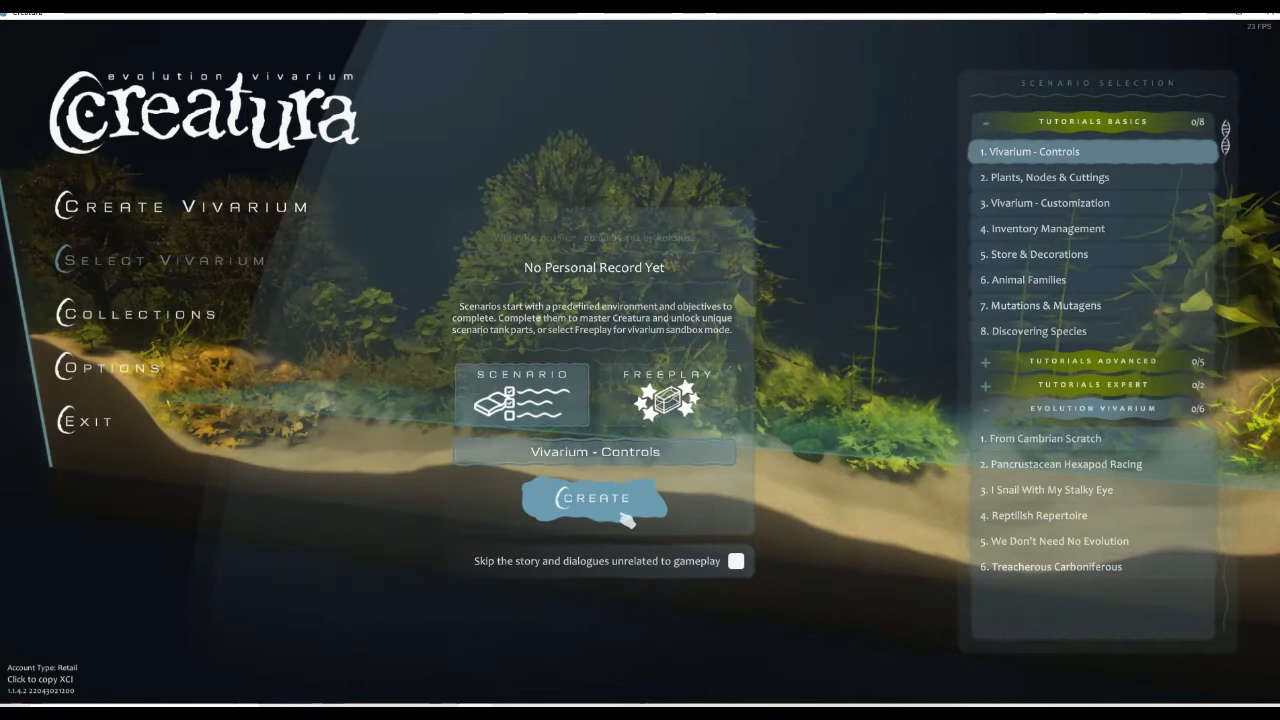 23 FPS
evolution vivarium
Creatura
CREATE VIVARIUM
SELECT VIVARIUM
COLLECTIONS
OPTIONS
EXIT
No Personal Record Yet
Scenarios start with a predefined environment and objectives to
complete. Complete them to master Creatura and unlock unique
scenario tank parts, or select Freeplay for vivarium sandbox mode.
SCENARIO
FREEPLAY
Vivarium - Controls
CREATE
Skip the story and dialogues unrelated to gameplay
SCENARIO SELECTION
- TUTORIALS BASICS 0/8
1. Vivarium - Controls
2. Plants, Nodes & Cuttings
3. Vivarium - Customization
4. Inventory Management
5. Store & Decorations
6. Animal Families
7. Mutations & Mutagens
8. Discovering Species
+ TUTORIALS ADVANCED 0/5
+ TUTORIALS EXPERT 0/2
- EVOLUTION VIVARIUM 0/6
1. From Cambrian Scratch
2. Pancrustacean Hexapod Racing
3. I Snail With My Stalky Eye
4. Reptilish Repertoire
5. We Don't Need No Evolution
6. Treacherous Carboniferous
Account Type: Retail
Click to copy XCI
1.1.4.2 22043021200